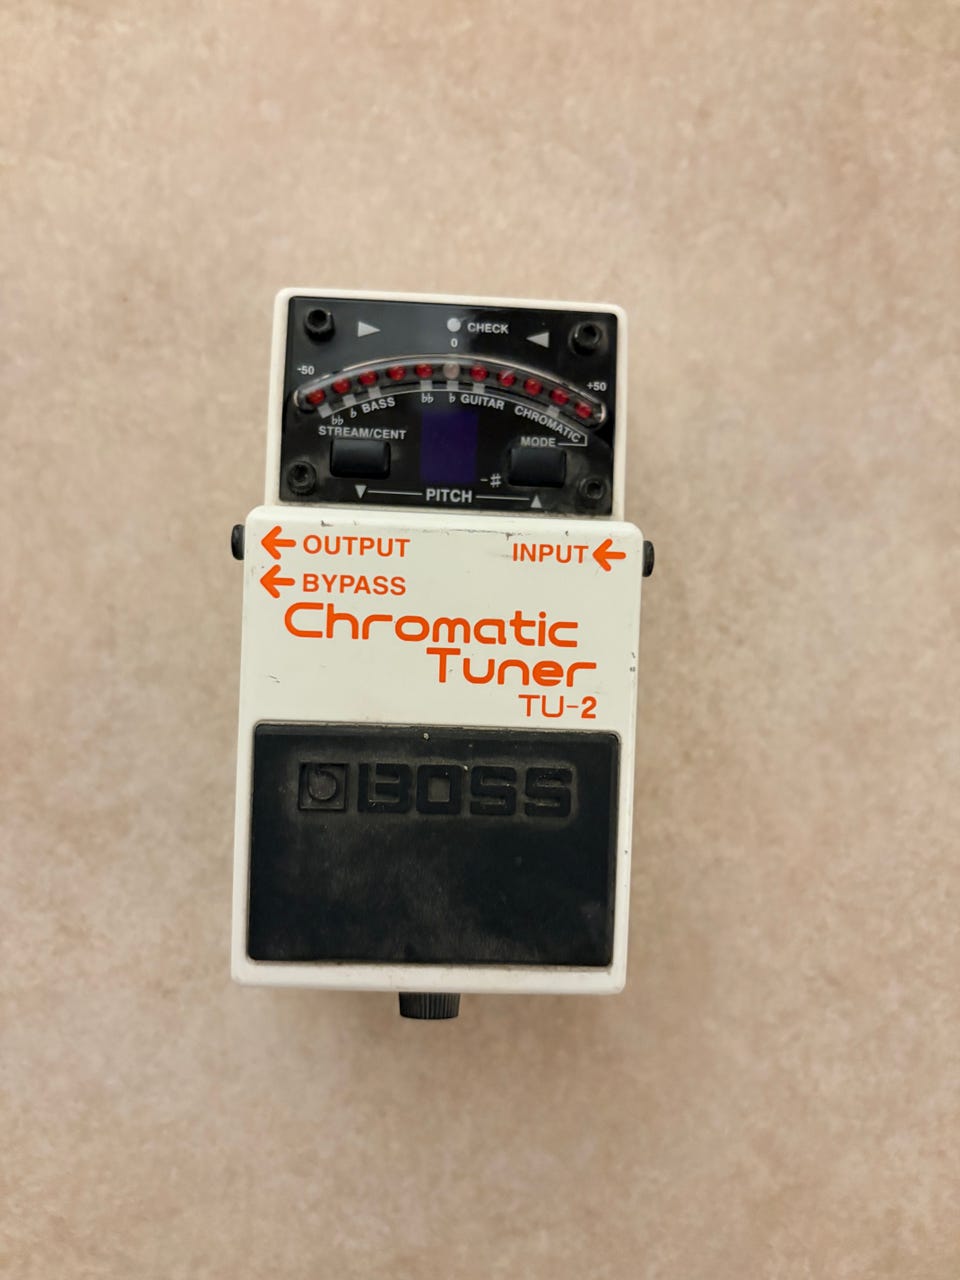 CHECK
0
-50 +50
♭♭ ♭ BASS ♭♭ ♭ GUITAR CHROMATIC
STREAM/CENT MODE
-♯
PITCH
OUTPUT INPUT
BYPASS
Chromatic
Tuner
TU-2
BOSS